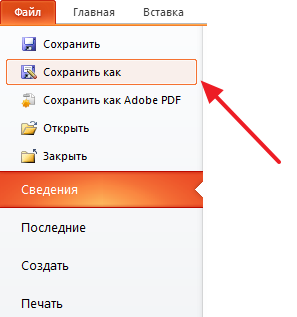 Файл Главная Вставка
Сохранить
Сохранить как
Сохранить как Adobe PDF
Открыть
Закрыть
Сведения
Последние
Создать
Печать